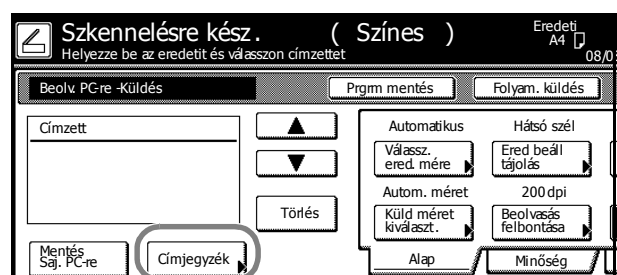 Szkennelésre kész. ( Színes )
Eredeti
A4
Helyezze be az eredetit és válasszon címzettet
08/0
Beolv. PC-re -Küldés
Prgrm mentés
Folyam. küldés
Címzett
Automatikus
Hátsó szél
Válassz.
ered. mére
Ered beáll
tájolás
Autom. méret
200 dpi
Törlés
Küld méret
kiválaszt.
Beolvasás
felbontása
Mentés
Saj. PC-re
Címjegyzék
Alap
Minőség